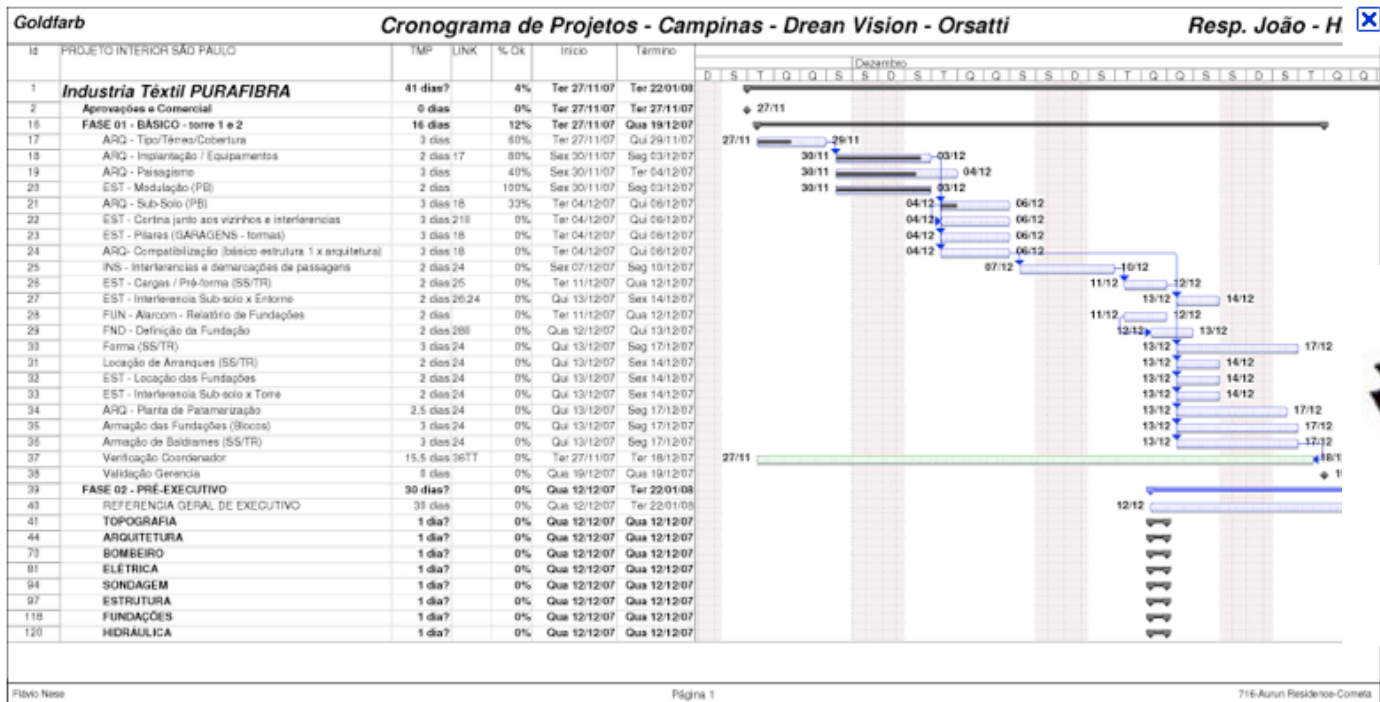 Goldfarb Cronograma de Projetos - Campinas - Drean Vision - Orsatti Resp. João - H
Id PROJETO INTERIOR SÃO PAULO TMP LINK % Ok Início Término
Dezembro
D S T Q Q S S D S T Q Q S S D S T Q Q S S D S T Q Q
1 Industria Têxtil PURAFIBRA 41 dias? 4% Ter 27/11/07 Ter 22/01/08
2 Aprovações e Comercial 0 dias 0% Ter 27/11/07 Ter 27/11/07 27/11
16 FASE 01 - BÁSICO - torre 1 e 2 16 dias 12% Ter 27/11/07 Qua 19/12/07
17 ARQ - Tipo/Térreo/Cobertura 3 dias 60% Ter 27/11/07 Qui 29/11/07 27/11 29/11
18 ARQ - Implantação / Equipamentos 2 dias 17 80% Sex 30/11/07 Seg 03/12/07 30/11 03/12
19 ARQ - Paisagismo 3 dias 40% Sex 30/11/07 Ter 04/12/07 30/11 04/12
20 EST - Modulação (PB) 2 dias 100% Sex 30/11/07 Seg 03/12/07 30/11 03/12
21 ARQ - Sub-Solo (PB) 3 dias 18 33% Ter 04/12/07 Qui 06/12/07 04/12 06/12
22 EST - Cortina junto aos vizinhos e interferencias 3 dias 21II 0% Ter 04/12/07 Qui 06/12/07 04/12 06/12
23 EST - Pilares (GARAGENS - formas) 3 dias 18 0% Ter 04/12/07 Qui 06/12/07 04/12 06/12
24 ARQ- Compatibilização (básico estrutura 1 x arquitetura) 3 dias 18 0% Ter 04/12/07 Qui 06/12/07 04/12 06/12
25 INS - Interferencias e demarcações de passagens 2 dias 24 0% Sex 07/12/07 Seg 10/12/07 07/12 10/12
26 EST - Cargas / Pré-forma (SS/TR) 2 dias 25 0% Ter 11/12/07 Qua 12/12/07 11/12 12/12
27 EST - Interferencia Sub-solo x Entorno 2 dias 26;24 0% Qui 13/12/07 Sex 14/12/07 13/12 14/12
28 FUN - Alarcom - Relatório de Fundações 2 dias 0% Ter 11/12/07 Qua 12/12/07 11/12 12/12
29 FND - Definição da Fundação 2 dias 28II 0% Qua 12/12/07 Qui 13/12/07 12/12 13/12
30 Forma (SS/TR) 3 dias 24 0% Qui 13/12/07 Seg 17/12/07 13/12 17/12
31 Locação de Arranques (SS/TR) 2 dias 24 0% Qui 13/12/07 Sex 14/12/07 13/12 14/12
32 EST - Locação das Fundações 2 dias 24 0% Qui 13/12/07 Sex 14/12/07 13/12 14/12
33 EST - Interferencia Sub-solo x Torre 2 dias 24 0% Qui 13/12/07 Sex 14/12/07 13/12 14/12
34 ARQ - Planta de Patamarização 2,5 dias 24 0% Qui 13/12/07 Seg 17/12/07 13/12 17/12
35 Armação das Fundações (Blocos) 3 dias 24 0% Qui 13/12/07 Seg 17/12/07 13/12 17/12
36 Armação de Baldrames (SS/TR) 3 dias 24 0% Qui 13/12/07 Seg 17/12/07 13/12 17/12
37 Verificação Coordenador 15,5 dias 36TT 0% Ter 27/11/07 Ter 18/12/07 27/11
38 Validação Gerencia 0% Qua 19/12/07 Qua 19/12/07
39 FASE 02 - PRÉ-EXECUTIVO 30 dias? 0% Qua 12/12/07 Ter 22/01/08
40 REFERENCIA GERAL DE EXECUTIVO 30 dias 0% Qua 12/12/07 Ter 22/01/08 12/12
41 TOPOGRAFIA 1 dia? 0% Qua 12/12/07 Qua 12/12/07
44 ARQUITETURA 1 dia? 0% Qua 12/12/07 Qua 12/12/07
70 BOMBEIRO 1 dia? 0% Qua 12/12/07 Qua 12/12/07
81 ELÉTRICA 1 dia? 0% Qua 12/12/07 Qua 12/12/07
94 SONDAGEM 1 dia? 0% Qua 12/12/07 Qua 12/12/07
97 ESTRUTURA 1 dia? 0% Qua 12/12/07 Qua 12/12/07
118 FUNDAÇÕES 1 dia? 0% Qua 12/12/07 Qua 12/12/07
120 HIDRÁULICA 1 dia? 0% Qua 12/12/07 Qua 12/12/07
Flávio Nese Página 1 716-Aurun Residence-Cometa